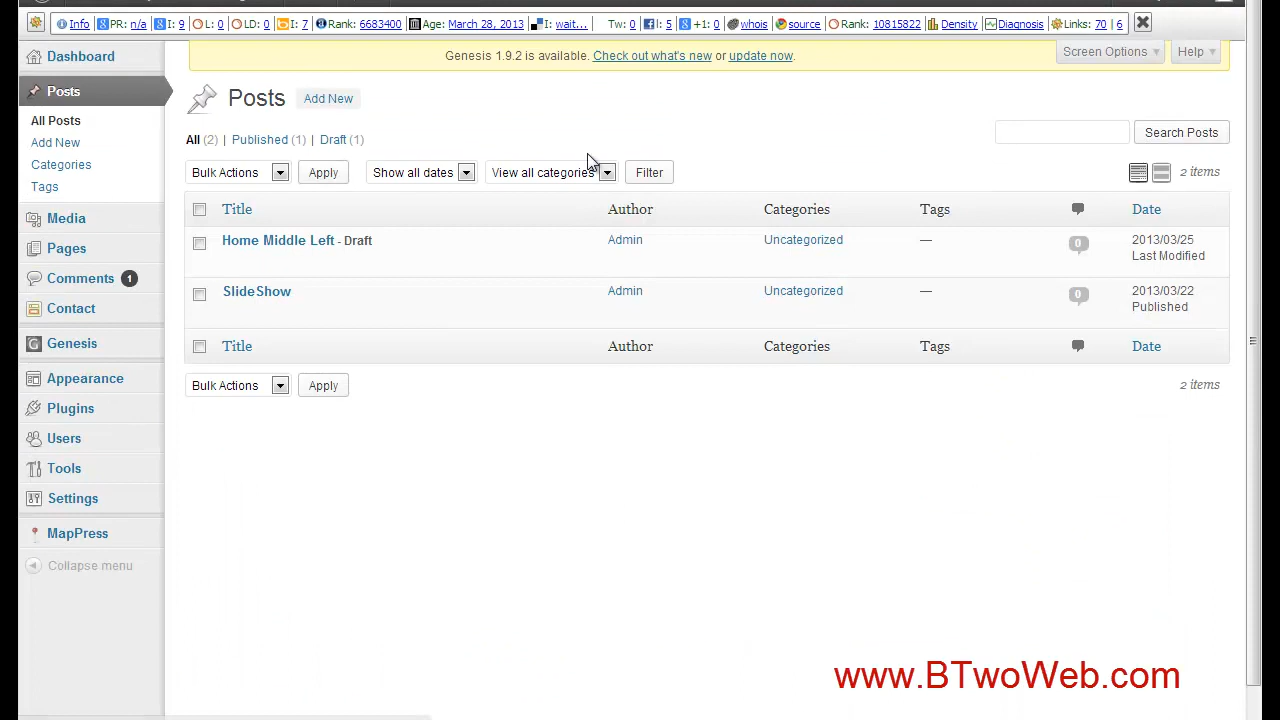 Info PR: n/a I: 9 L: 0 LD: 0 I: 7 Rank: 6683400 Age: March 28, 2013 I: wait... Tw: 0 I: 5 +1: 0 whois source Rank: 10815822 Density Diagnosis Links: 70 | 6
Genesis 1.9.2 is available. Check out what's new or update now.
Screen Options
Help
Dashboard
Posts
All Posts
Add New
Categories
Tags
Media
Pages
Comments 1
Contact
Genesis
Appearance
Plugins
Users
Tools
Settings
MapPress
Collapse menu
Posts Add New
All (2) | Published (1) | Draft (1)
Search Posts
Bulk Actions Apply Show all dates View all categories Filter 2 items
Title Author Categories Tags Date
Home Middle Left - Draft Admin Uncategorized — 0 2013/03/25
Last Modified
SlideShow Admin Uncategorized — 0 2013/03/22
Published
Title Author Categories Tags Date
Bulk Actions Apply 2 items
www.BTwoWeb.com